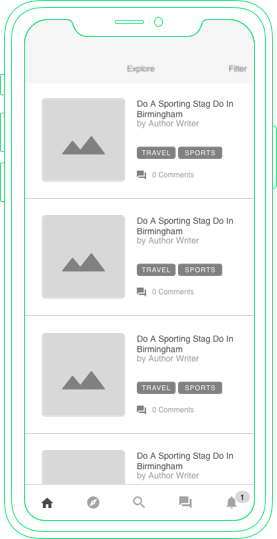 Explore Filter
Do A Sporting Stag Do In
Birmingham
by Author Writer
TRAVEL SPORTS
0 Comments
Do A Sporting Stag Do In
Birmingham
by Author Writer
TRAVEL SPORTS
0 Comments
Do A Sporting Stag Do In
Birmingham
by Author Writer
TRAVEL SPORTS
0 Comments
Do A Sporting Stag Do In
Birmingham
by Author Writer
1